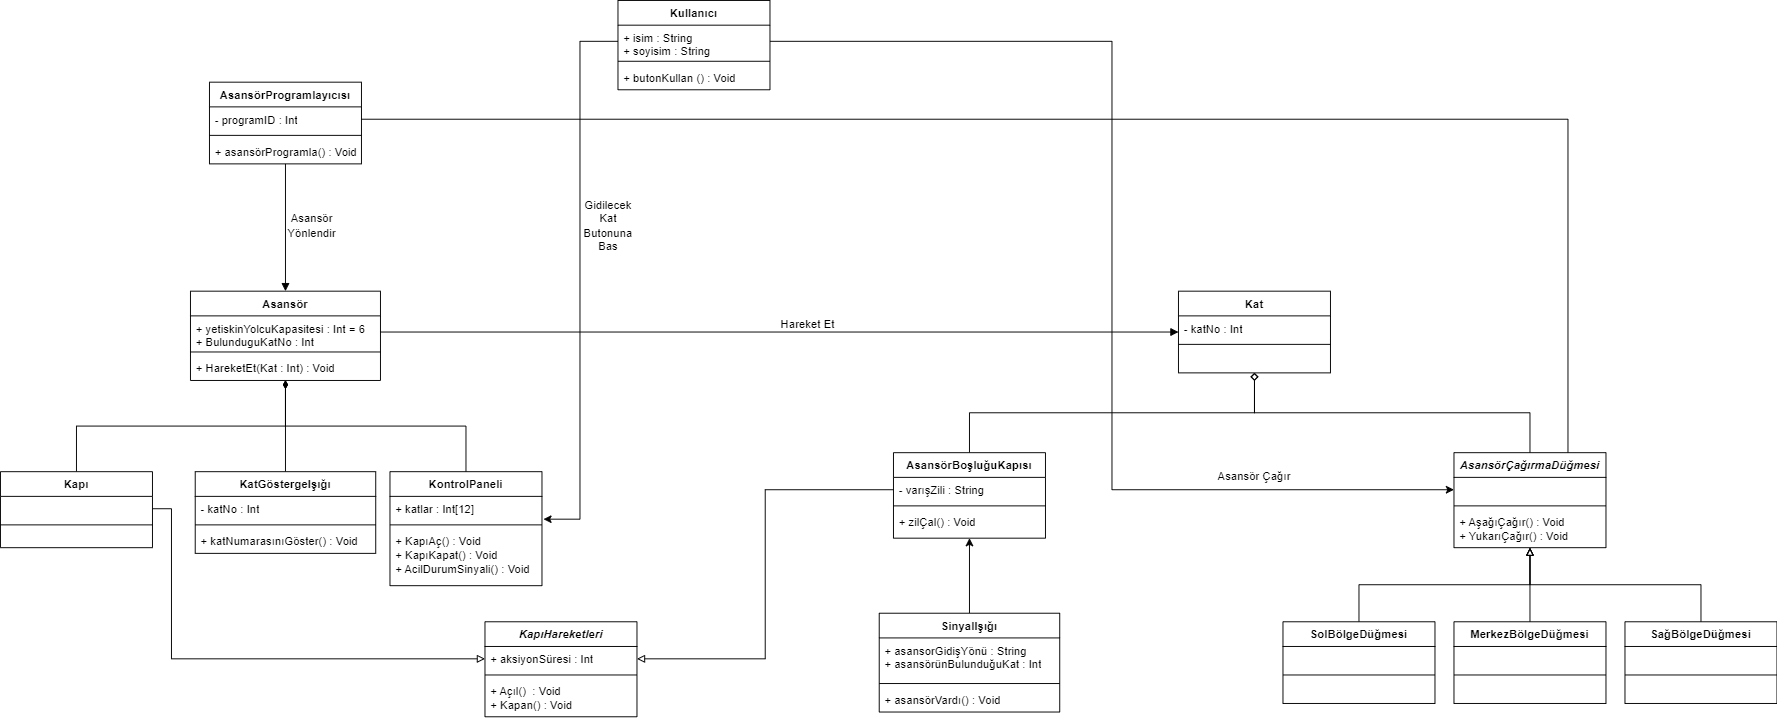 Kullanıcı
+ isim : String
+ soyisim : String
+ butonKullan () : Void
AsansörProgramlayıcısı
- programID : Int
+ asansörProgramla() : Void
Asansör
Yönlendir
Gidilecek
Kat
Butonuna
Bas
Asansör
+ yetiskinYolcuKapasitesi : Int = 6
+ BulunduguKatNo : Int
+ HareketEt(Kat : Int) : Void
Hareket Et
Kat
- katNo : Int
Kapı
KatGöstergeIşığı
- katNo : Int
+ katNumarasınıGöster() : Void
KontrolPaneli
+ katlar : Int[12]
+ KapıAç() : Void
+ KapıKapat() : Void
+ AcilDurumSinyali() : Void
AsansörBoşluğuKapısı
- varışZili : String
+ zilÇal() : Void
Asansör Çağır
AsansörÇağırmaDüğmesi
+ AşağıÇağır() : Void
+ YukarıÇağır() : Void
KapıHareketleri
+ aksiyonSüresi : Int
+ Açıl()  : Void
+ Kapan() : Void
SinyalIşığı
+ asansorGidişYönü : String
+ asansörünBulunduğuKat : Int
+ asansörVardı() : Void
SolBölgeDüğmesi
MerkezBölgeDüğmesi
SağBölgeDüğmesi